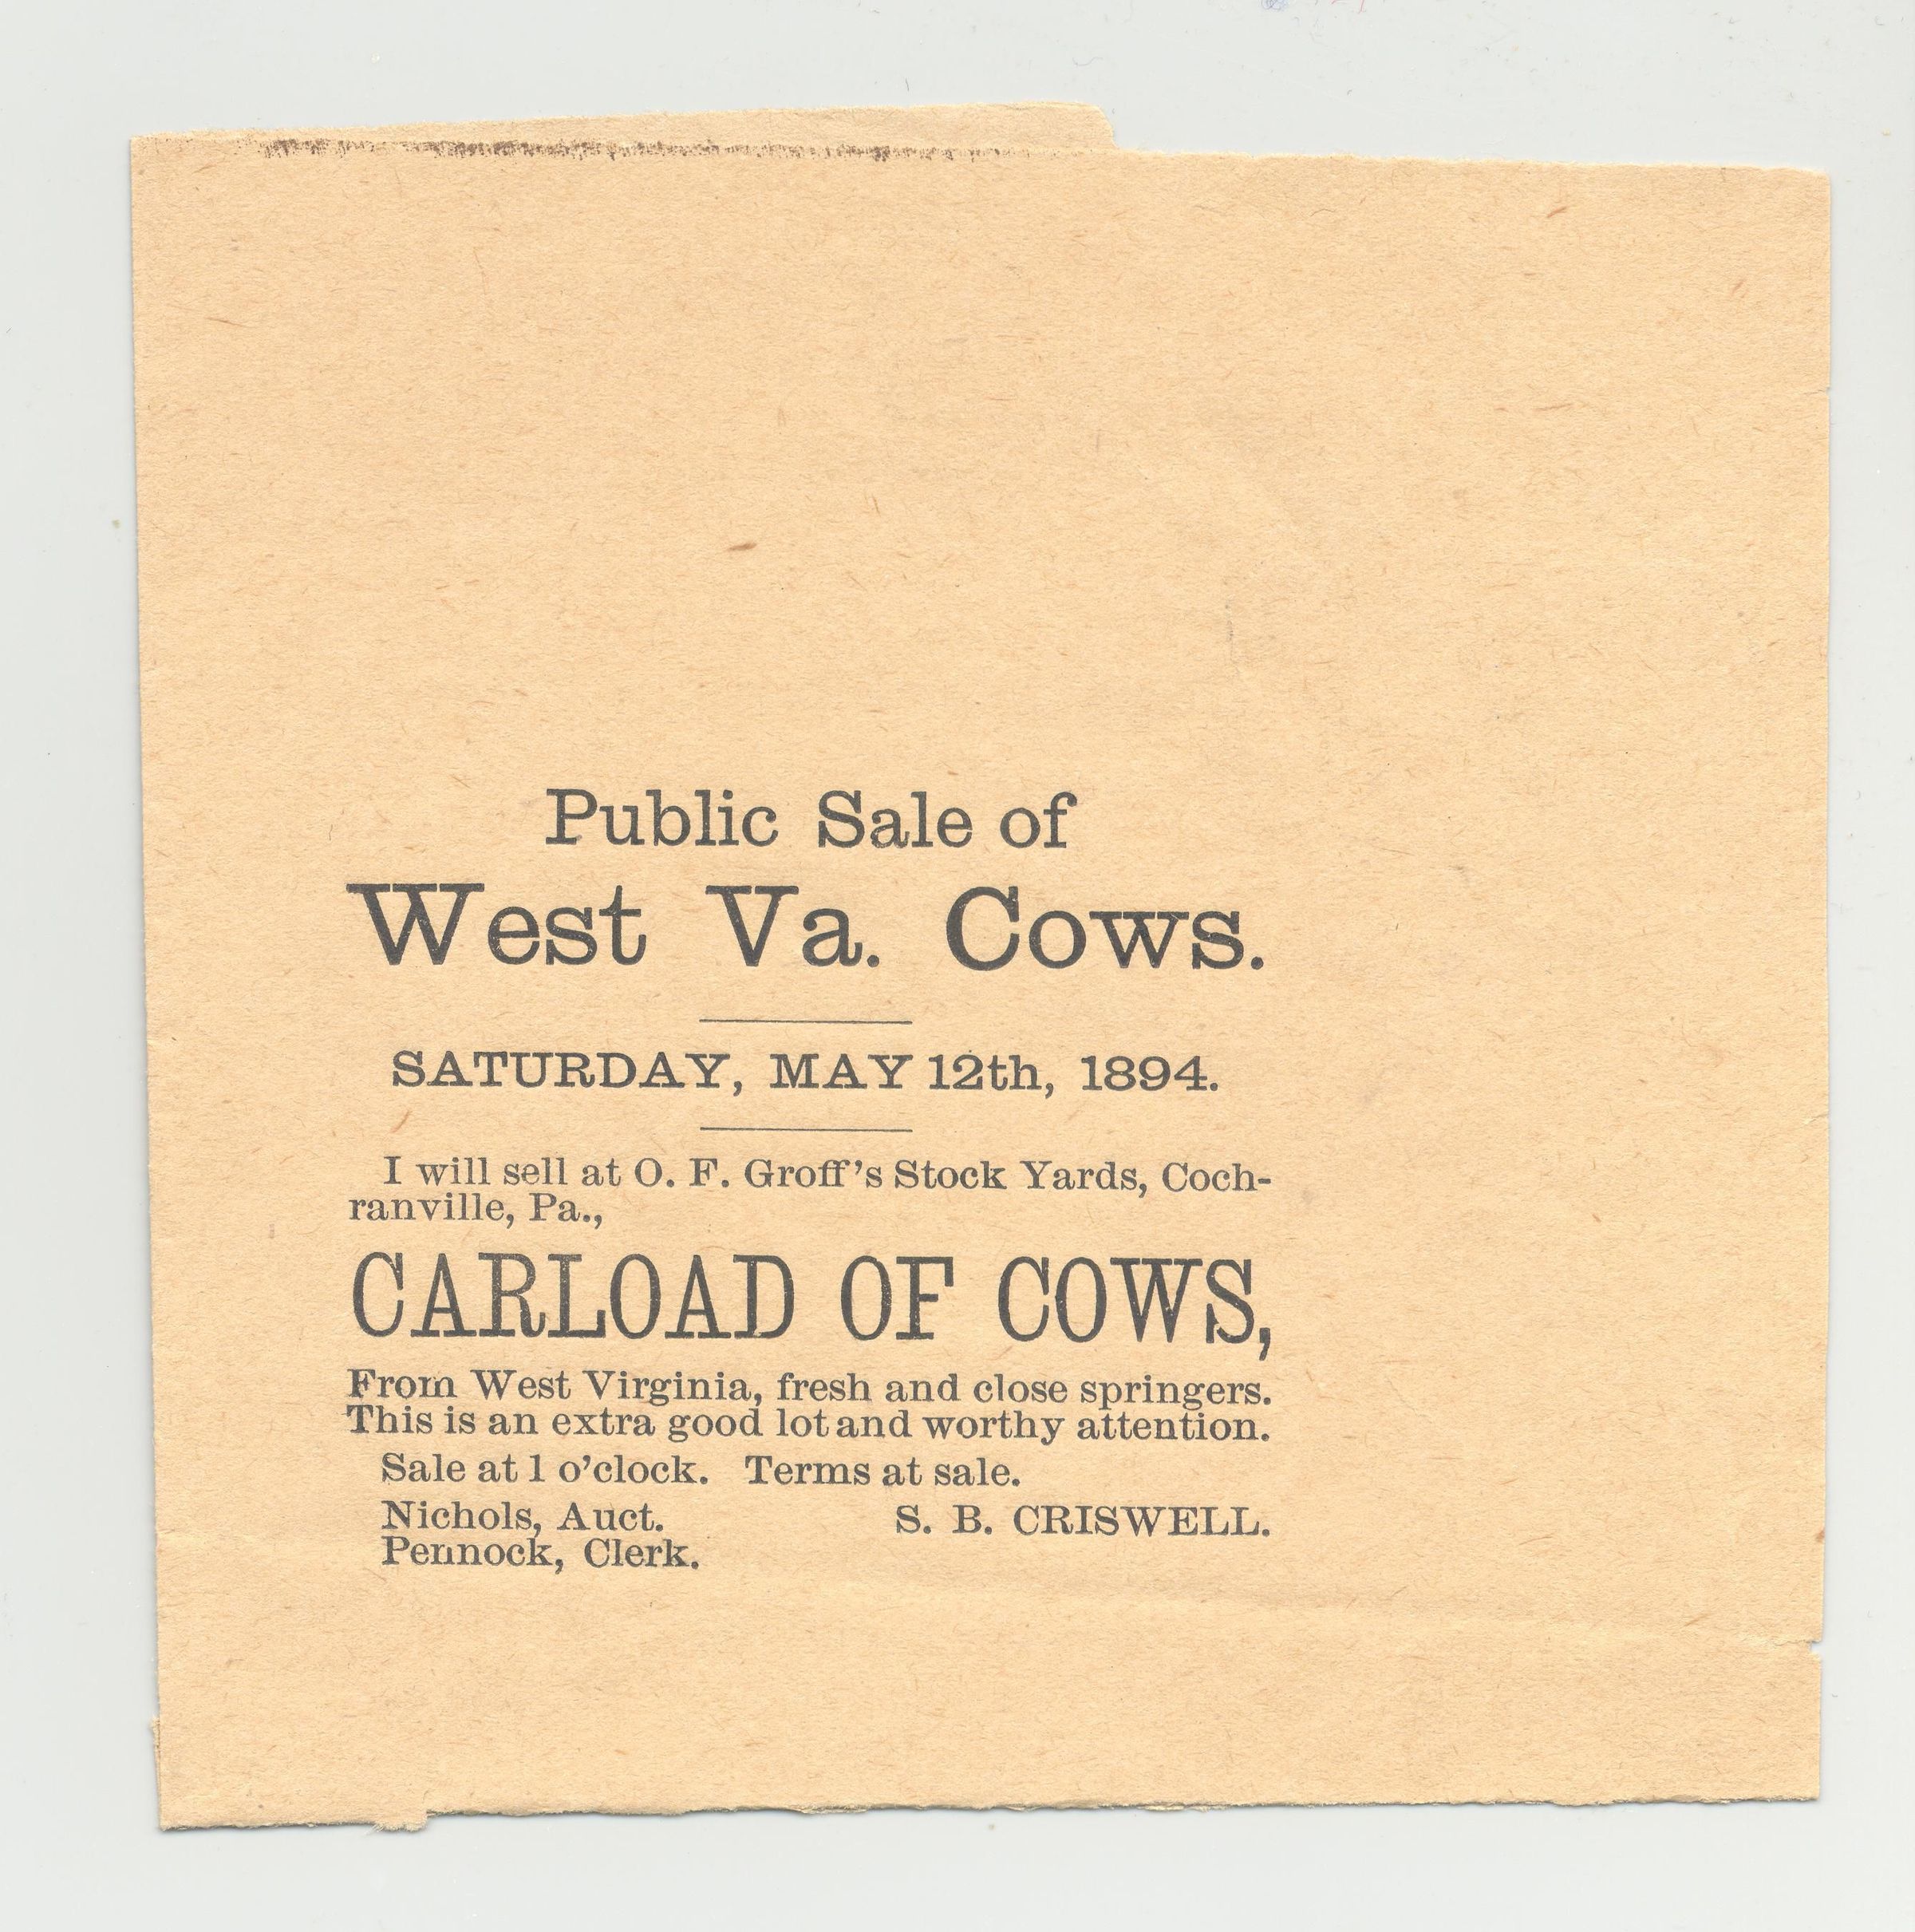 Public Sale of
West Va. Cows.
SATURDAY, MAY 12th, 1894.
I will sell at O. F. Groff's Stock Yards, Coch-
ranville, Pa.,
CARLOAD OF COWS,
From West Virginia, fresh and close springers.
This is an extra good lot and worthy attention.
Sale at 1 o'clock. Terms at sale.
Nichols, Auct. S. B. CRISWELL.
Pennock, Clerk.